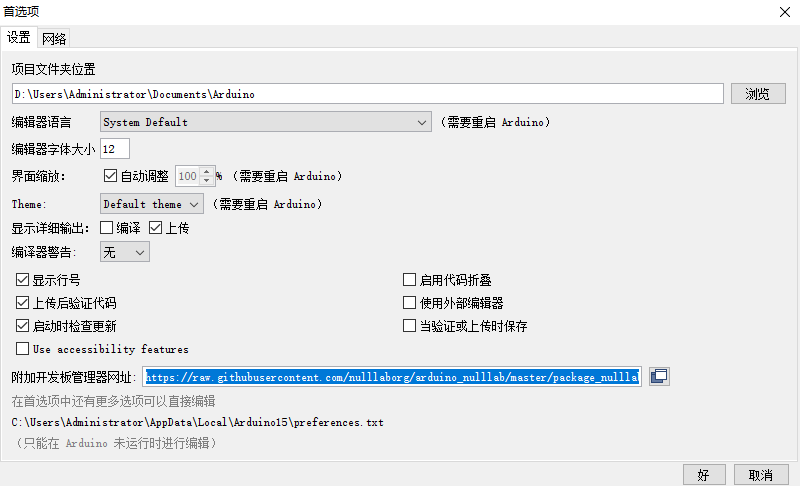 首选项
设置 网络
项目文件夹位置
D:\Users\Administrator\Documents\Arduino 浏览
编辑器语言 System Default (需要重启 Arduino)
编辑器字体大小 12
界面缩放: 自动调整 100 % (需要重启 Arduino)
Theme: Default theme (需要重启 Arduino)
显示详细输出: 编译 上传
编译器警告: 无
显示行号 启用代码折叠
上传后验证代码 使用外部编辑器
启动时检查更新 当验证或上传时保存
Use accessibility features
附加开发板管理器网址: https://raw.githubusercontent.com/nulllaborg/arduino_nulllab/master/package_nulllab
在首选项中还有更多选项可以直接编辑
C:\Users\Administrator\AppData\Local\Arduino15\preferences.txt
(只能在 Arduino 未运行时进行编辑)
好 取消